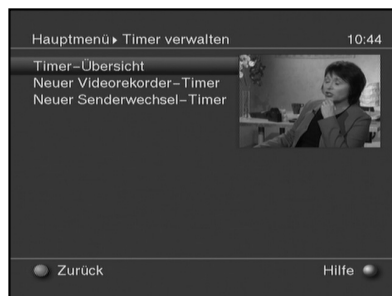 Hauptmenü▸ Timer verwalten 10:44
Timer–Übersicht
Neuer Videorekorder–Timer
Neuer Senderwechsel–Timer
Zurück Hilfe